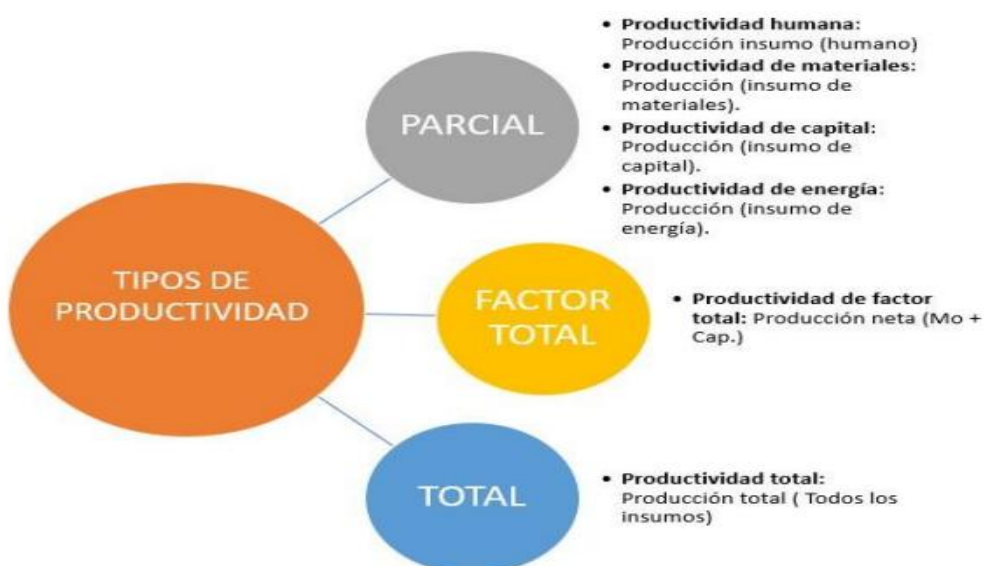 TIPOS DE
PRODUCTIVIDAD
PARCIAL
• Productividad humana:
Producción insumo (humano)
• Productividad de materiales:
Producción (insumo de
materiales).
• Productividad de capital:
Producción (insumo de
capital).
• Productividad de energía:
Producción (insumo de
energía).
FACTOR
TOTAL
• Productividad de factor
total: Producción neta (Mo +
Cap.)
TOTAL
• Productividad total:
Producción total ( Todos los
insumos)